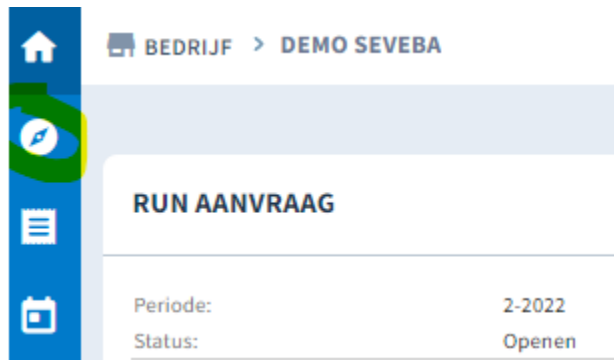 BEDRIJF > DEMO SEVEBA
RUN AANVRAAG
Periode: 2-2022
Status: Openen